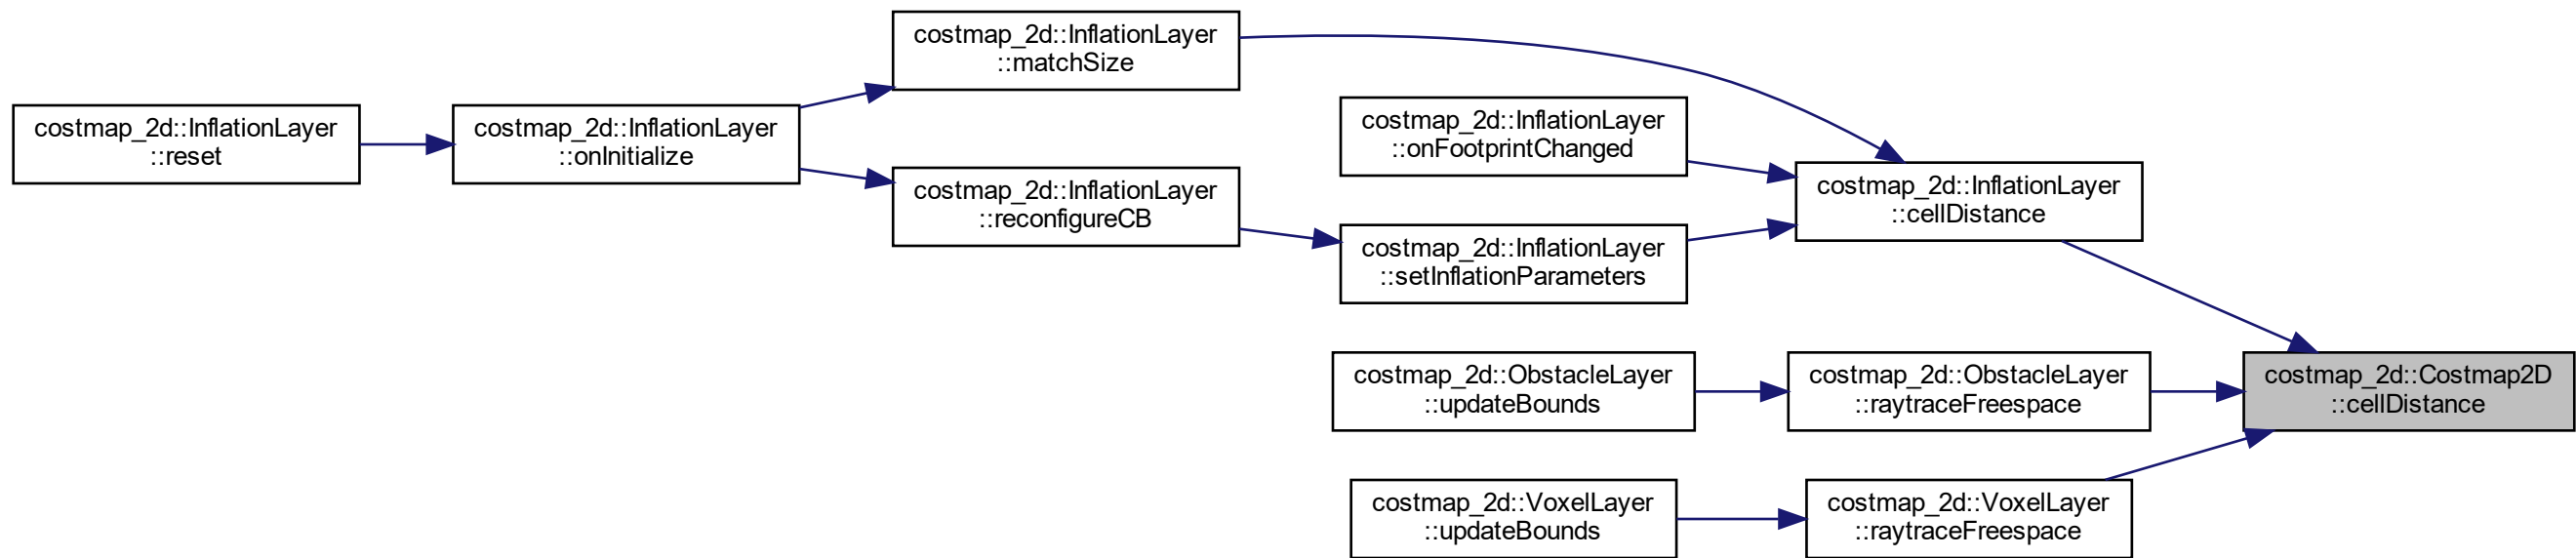 costmap_2d::InflationLayer
::matchSize
costmap_2d::InflationLayer
::reset
costmap_2d::InflationLayer
::onInitialize
costmap_2d::InflationLayer
::onFootprintChanged
costmap_2d::InflationLayer
::reconfigureCB
costmap_2d::InflationLayer
::cellDistance
costmap_2d::InflationLayer
::setInflationParameters
costmap_2d::ObstacleLayer
::updateBounds
costmap_2d::ObstacleLayer
::raytraceFreespace
costmap_2d::Costmap2D
::cellDistance
costmap_2d::VoxelLayer
::updateBounds
costmap_2d::VoxelLayer
::raytraceFreespace